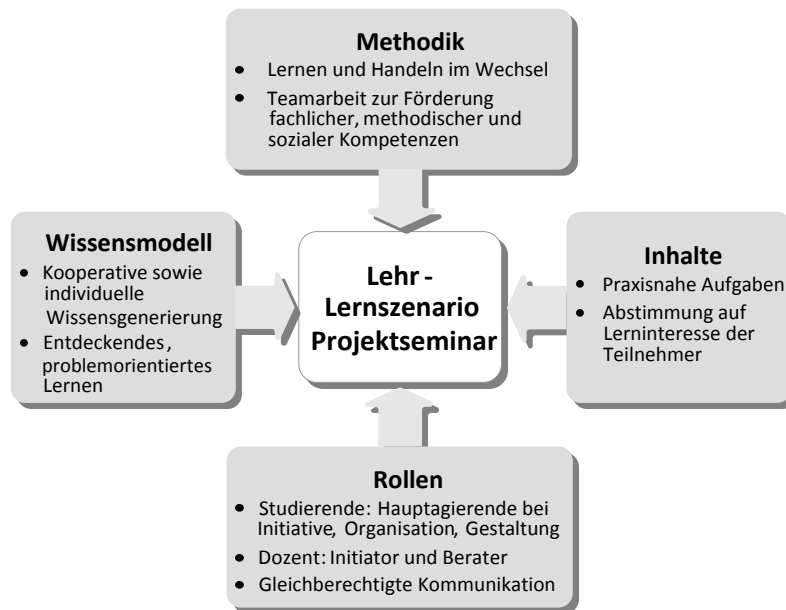 Methodik
• Lernen und Handeln im Wechsel
• Teamarbeit zur Förderung
fachlicher, methodischer und
sozialer Kompetenzen
Wissensmodell
• Kooperative sowie
individuelle
Wissensgenerierung
• Entdeckendes,
problemorientiertes
Lernen
Lehr-
Lernszenario
Projektseminar
Inhalte
• Praxisnahe Aufgaben
• Abstimmung auf
Lerninteresse der
Teilnehmer
Rollen
• Studierende: Hauptagierende bei
Initiative, Organisation, Gestaltung
• Dozent: Initiator und Berater
• Gleichberechtigte Kommunikation